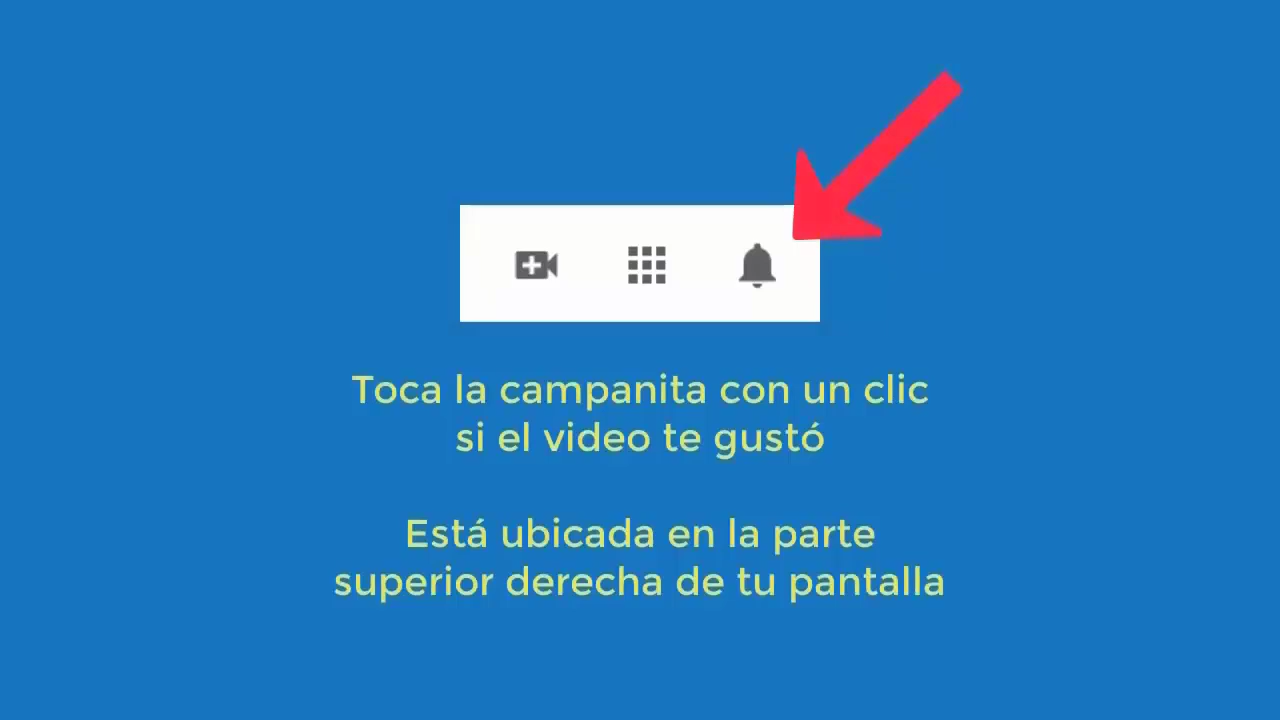 Toca la campanita con un clic
si el video te gustó
Está ubicada en la parte
superior derecha de tu pantalla